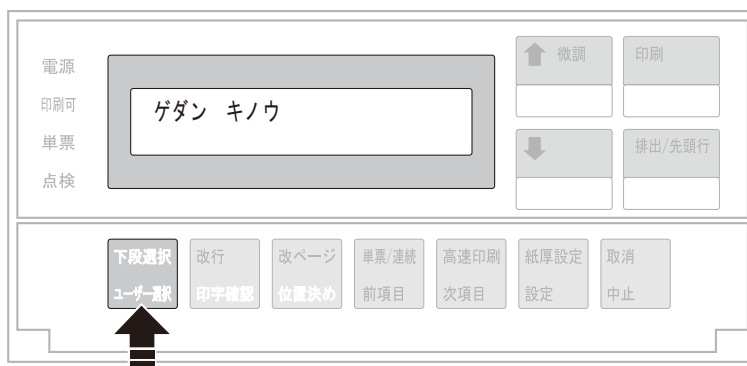 電源
印刷可
単票
点検
ゲダン キノウ
微調
印刷
排出/先頭行
下段選択
ユーザー選択
改行
印字確認
改ページ
位置決め
単票/連続
前項目
高速印刷
次項目
紙厚設定
設定
取消
中止